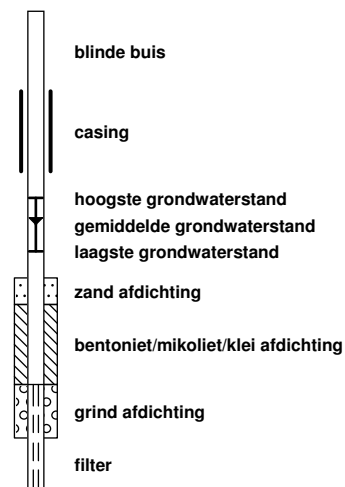 blinde buis
casing
hoogste grondwaterstand
gemiddelde grondwaterstand
laagste grondwaterstand
zand afdichting
bentoniet/mikoliet/klei afdichting
grind afdichting
filter